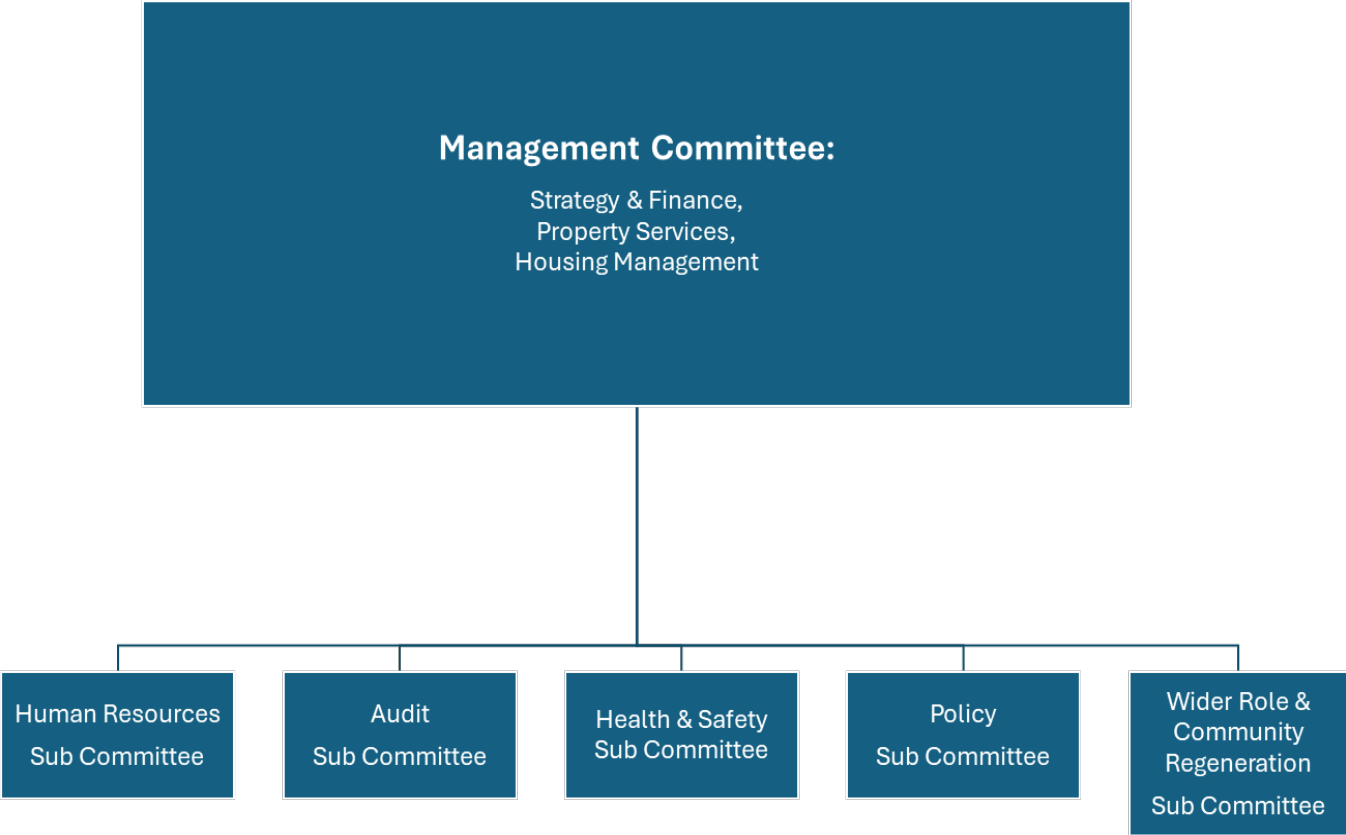 Management Committee:
Strategy & Finance,
Property Services,
Housing Management
Human Resources
Sub Committee
Audit
Sub Committee
Health & Safety
Sub Committee
Policy
Sub Committee
Wider Role &
Community
Regeneration
Sub Committee